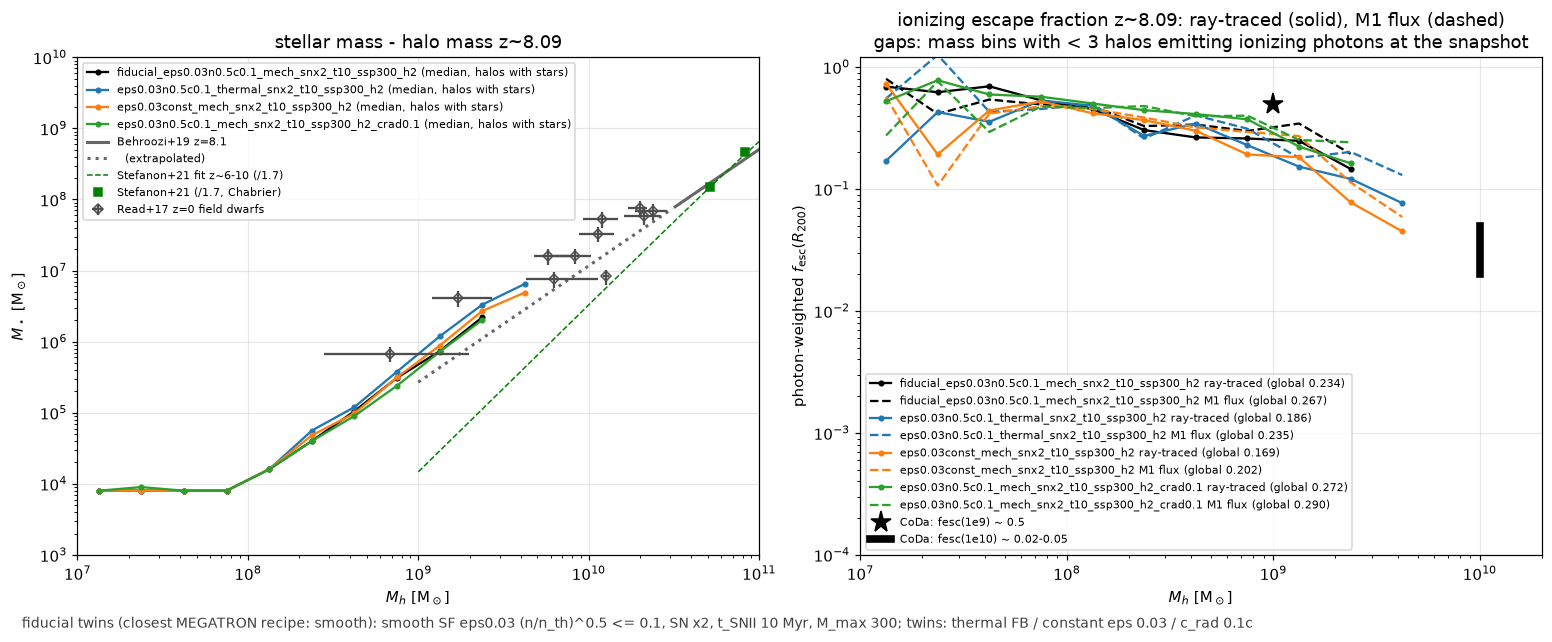 stellar mass - halo mass z~8.09
fiducial_eps0.03n0.5c0.1_mech_snx2_t10_ssp300_h2 (median, halos with stars)
eps0.03n0.5c0.1_thermal_snx2_t10_ssp300_h2 (median, halos with stars)
eps0.03const_mech_snx2_t10_ssp300_h2 (median, halos with stars)
eps0.03n0.5c0.1_mech_snx2_t10_ssp300_h2_crad0.1 (median, halos with stars)
Behroozi+19 z=8.1
(extrapolated)
Stefanon+21 fit z~6-10 (/1.7)
Stefanon+21 (/1.7, Chabrier)
Read+17 z=0 field dwarfs
10^10
10^9
10^8
10^7
10^6
10^5
10^4
10^3
M⋆ [M⊙]
10^7
10^8
10^9
10^10
10^11
M_h [M⊙]
ionizing escape fraction z~8.09: ray-traced (solid), M1 flux (dashed)
gaps: mass bins with < 3 halos emitting ionizing photons at the snapshot
10^0
10^−1
10^−2
10^−3
10^−4
photon-weighted f_esc(R_200)
fiducial_eps0.03n0.5c0.1_mech_snx2_t10_ssp300_h2 ray-traced (global 0.234)
fiducial_eps0.03n0.5c0.1_mech_snx2_t10_ssp300_h2 M1 flux (global 0.267)
eps0.03n0.5c0.1_thermal_snx2_t10_ssp300_h2 ray-traced (global 0.186)
eps0.03n0.5c0.1_thermal_snx2_t10_ssp300_h2 M1 flux (global 0.235)
eps0.03const_mech_snx2_t10_ssp300_h2 ray-traced (global 0.169)
eps0.03const_mech_snx2_t10_ssp300_h2 M1 flux (global 0.202)
eps0.03n0.5c0.1_mech_snx2_t10_ssp300_h2_crad0.1 ray-traced (global 0.272)
eps0.03n0.5c0.1_mech_snx2_t10_ssp300_h2_crad0.1 M1 flux (global 0.290)
CoDa: fesc(1e9) ~ 0.5
CoDa: fesc(1e10) ~ 0.02-0.05
10^7
10^8
10^9
10^10
M_h [M⊙]
fiducial twins (closest MEGATRON recipe: smooth): smooth SF eps0.03 (n/n_th)^0.5 <= 0.1, SN x2, t_SNII 10 Myr, M_max 300; twins: thermal FB / constant eps 0.03 / c_rad 0.1c